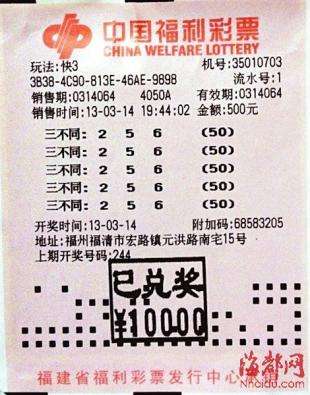 中国福利彩票
CHINA WELFARE LOTTERY
玩法:快3 机号:35010703
3B38-4C90-813E-46AE-9898 流水号:1
销售期:0314064 4050A 有效期:0314064
销售时间:13-03-14 19:44:02 金额:500元
三不同: 2 5 6 (50)
三不同: 2 5 6 (50)
三不同: 2 5 6 (50)
三不同: 2 5 6 (50)
三不同: 2 5 6 (50)
开奖时间:13-03-14 附加码:68583205
地址:福州福清市宏路镇元洪路南宅15号
上期开奖号码:244
已兑奖
¥10000
福建省福利彩票发行中心
海都网
Nhcidu.com